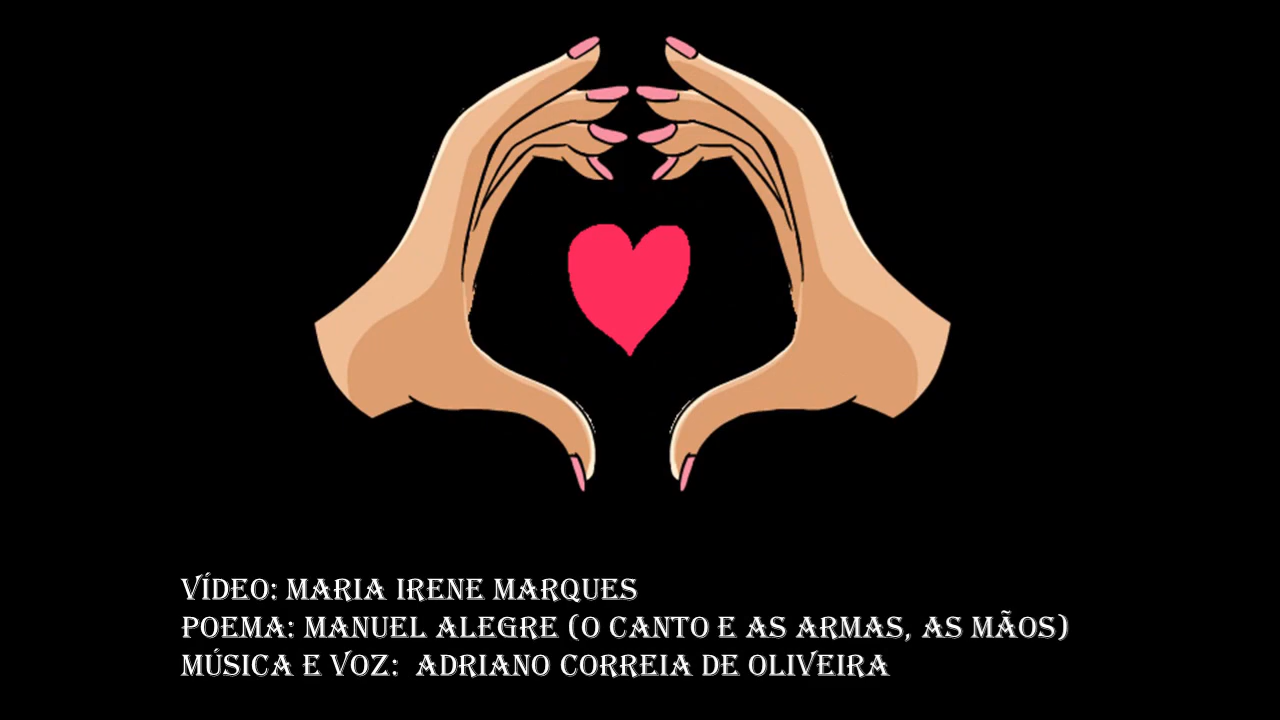 VÍDEO: MARIA IRENE MARQUES
POEMA: MANUEL ALEGRE (O CANTO E AS ARMAS, AS MÃOS)
MÚSICA E VOZ: ADRIANO CORREIA DE OLIVEIRA